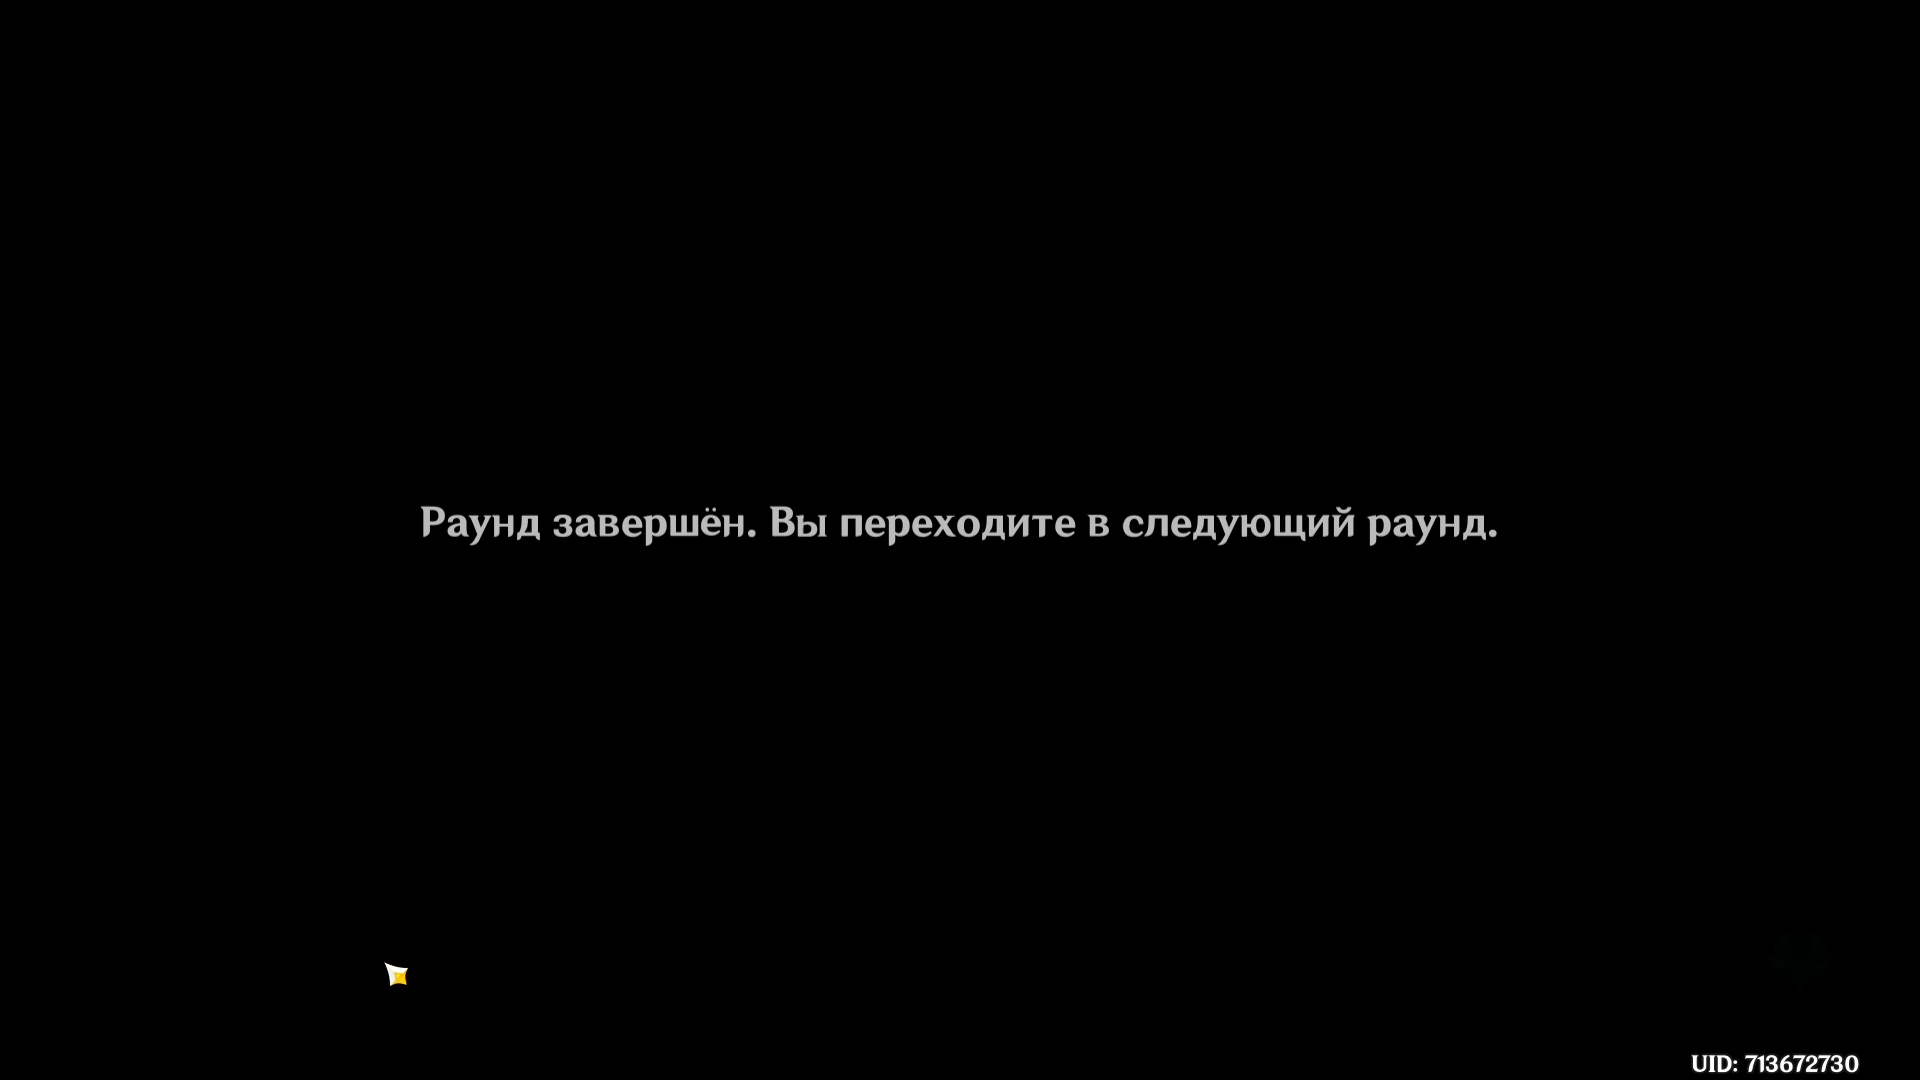 Раунд завершён. Вы переходите в следующий раунд.
UID: 713672730